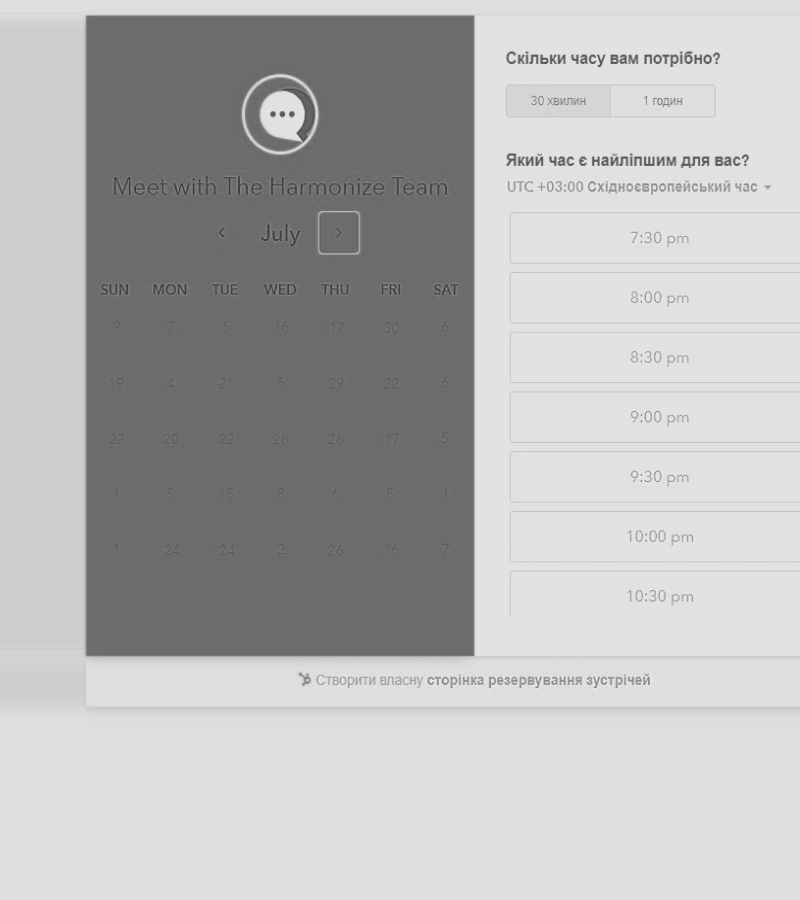 Meet with The Harmonize Team
July
SUN MON TUE WED THU FRI SAT
9 7 6 16 17 30 6
19 4 21 6 29 22 6
22 20 22 28 26 17 5
1 5 15 8 6 5 1
1 24 24 2 26 16 7
Скільки часу вам потрібно?
30 хвилин 1 годин
Який час є найліпшим для вас?
UTC +03:00 Східноєвропейський час
7:30 pm
8:00 pm
8:30 pm
9:00 pm
9:30 pm
10:00 pm
10:30 pm
Створити власну сторінка резервування зустрічей